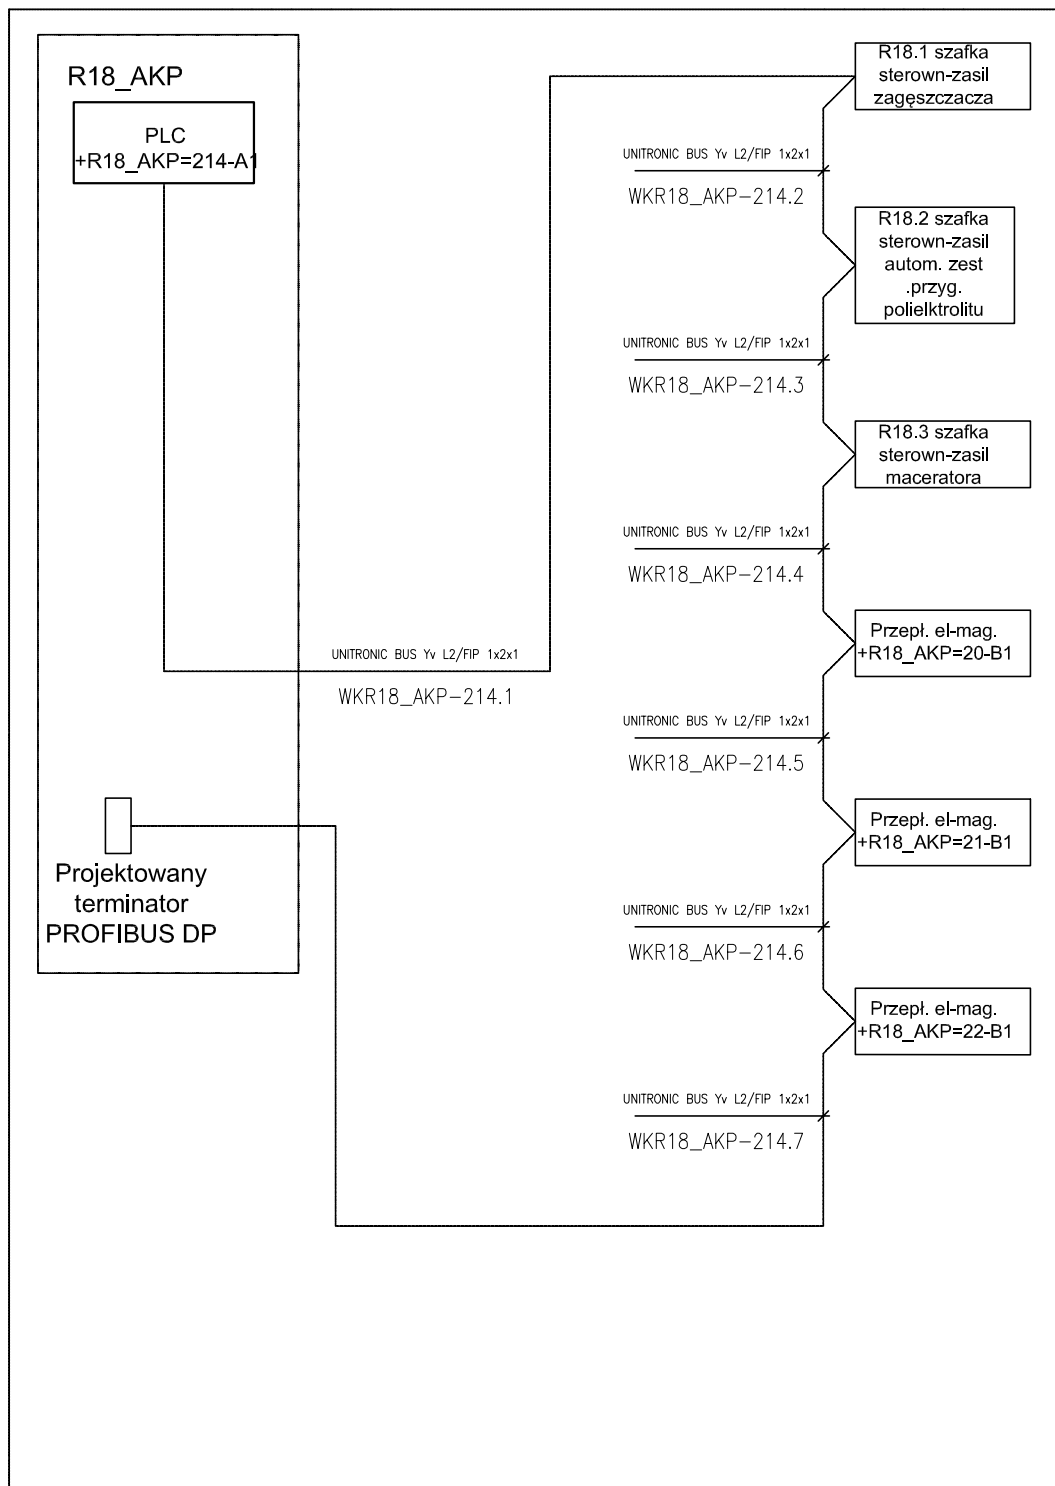 R18_AKP
PLC
+R18_AKP=214-A1
UNITRONIC BUS Yv L2/FIP 1x2x1
WKR18_AKP-214.1
Projektowany
terminator
PROFIBUS DP
R18.1 szafka
sterown-zasil
zagęszczacza
UNITRONIC BUS Yv L2/FIP 1x2x1
WKR18_AKP-214.2
R18.2 szafka
sterown-zasil
autom. zest
.przyg.
polielktrolitu
UNITRONIC BUS Yv L2/FIP 1x2x1
WKR18_AKP-214.3
R18.3 szafka
sterown-zasil
maceratora
UNITRONIC BUS Yv L2/FIP 1x2x1
WKR18_AKP-214.4
Przepł. el-mag.
+R18_AKP=20-B1
UNITRONIC BUS Yv L2/FIP 1x2x1
WKR18_AKP-214.5
Przepł. el-mag.
+R18_AKP=21-B1
UNITRONIC BUS Yv L2/FIP 1x2x1
WKR18_AKP-214.6
Przepł. el-mag.
+R18_AKP=22-B1
UNITRONIC BUS Yv L2/FIP 1x2x1
WKR18_AKP-214.7